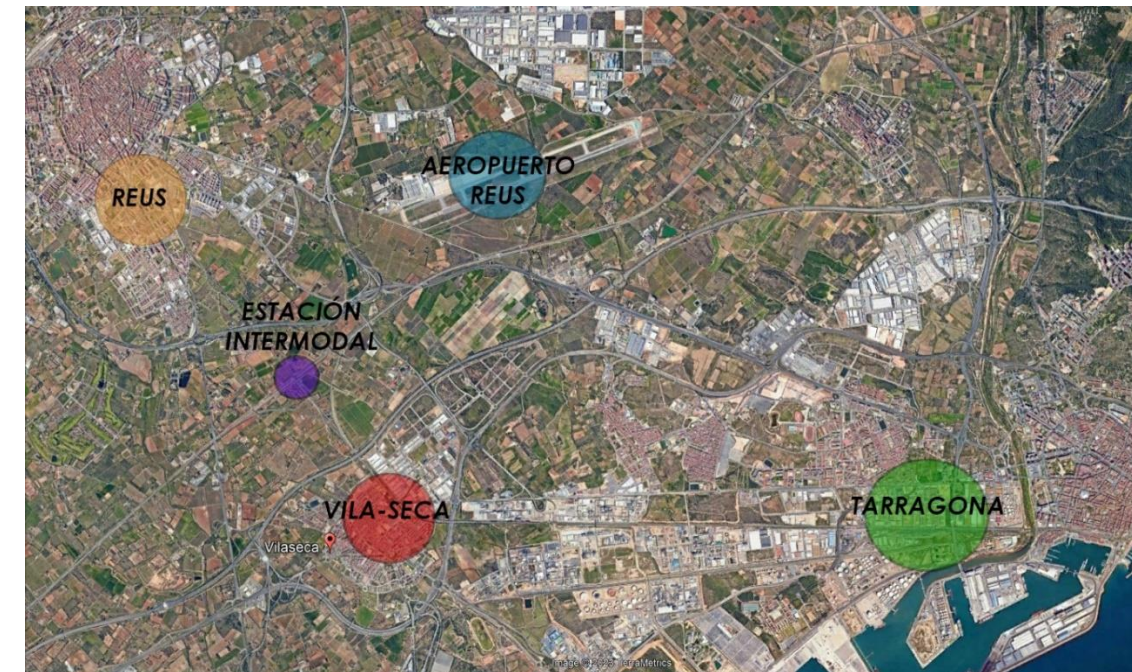 AEROPUERTO
REUS
REUS
ESTACIÓN
INTERMODAL
VILA-SECA
Vilaseca
TARRAGONA